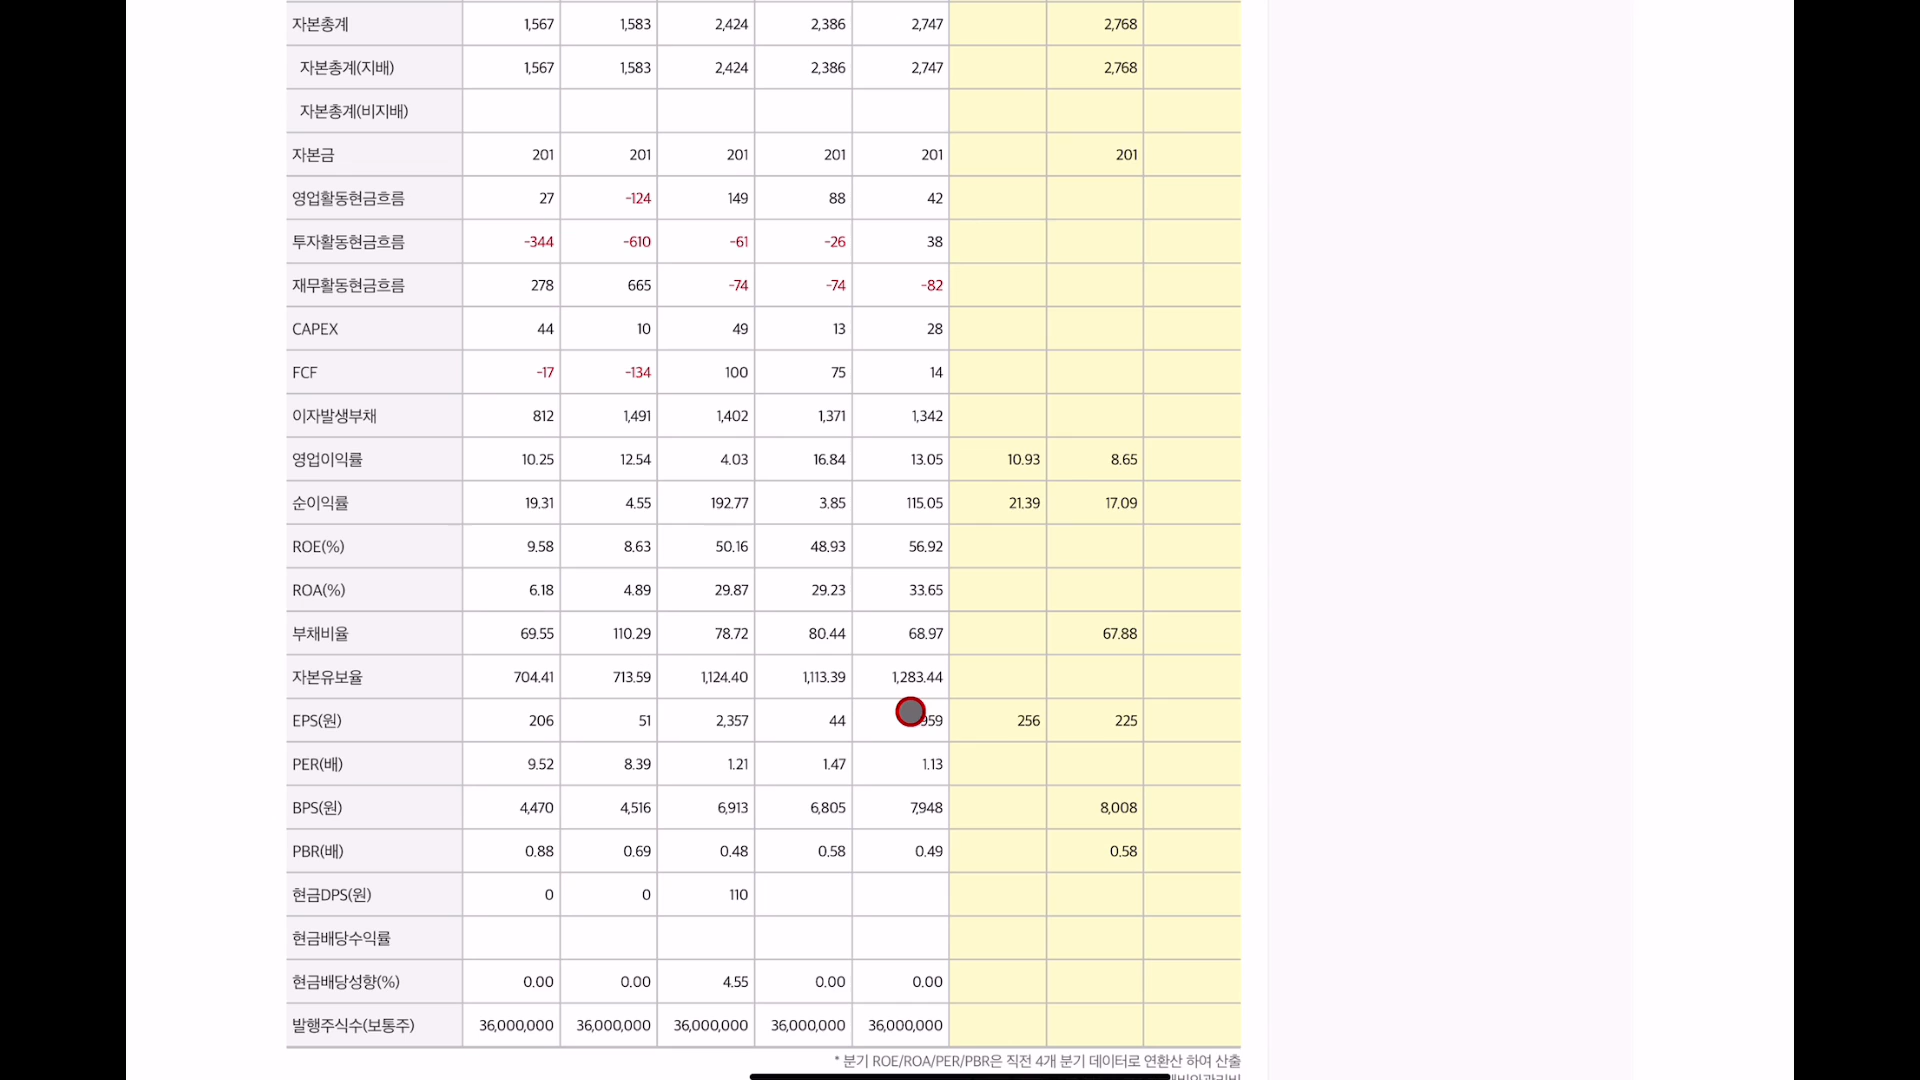 자본총계 1,567 1,583 2,424 2,386 2,747 2,768
자본총계(지배) 1,567 1,583 2,424 2,386 2,747 2,768
자본총계(비지배)
자본금 201 201 201 201 201 201
영업활동현금흐름 27 -124 149 88 42
투자활동현금흐름 -344 -610 -61 -26 38
재무활동현금흐름 278 665 -74 -74 -82
CAPEX 44 10 49 13 28
FCF -17 -134 100 75 14
이자발생부채 812 1,491 1,402 1,371 1,342
영업이익률 10.25 12.54 4.03 16.84 13.05 10.93 8.65
순이익률 19.31 4.55 192.77 3.85 115.05 21.39 17.09
ROE(%) 9.58 8.63 50.16 48.93 56.92
ROA(%) 6.18 4.89 29.87 29.23 33.65
부채비율 69.55 110.29 78.72 80.44 68.97 67.88
자본유보율 704.41 713.59 1,124.40 1,113.39 1,283.44
EPS(원) 206 51 2,357 44 256 225
PER(배) 9.52 8.39 1.21 1.47 1.13
BPS(원) 4,470 4,516 6,913 6,805 7,948 8,008
PBR(배) 0.88 0.69 0.48 0.58 0.49 0.58
현금DPS(원) 0 0 110
현금배당수익률
현금배당성향(%) 0.00 0.00 4.55 0.00 0.00
발행주식수(보통주) 36,000,000 36,000,000 36,000,000 36,000,000 36,000,000
* 분기 ROE/ROA/PER/PBR은 직전 4개 분기 데이터로 연환산 하여 산출